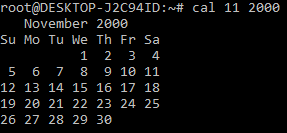 root@DESKTOP-J2C94ID:~# cal 11 2000
   November 2000
Su Mo Tu We Th Fr Sa
          1  2  3  4
 5  6  7  8  9 10 11
12 13 14 15 16 17 18
19 20 21 22 23 24 25
26 27 28 29 30